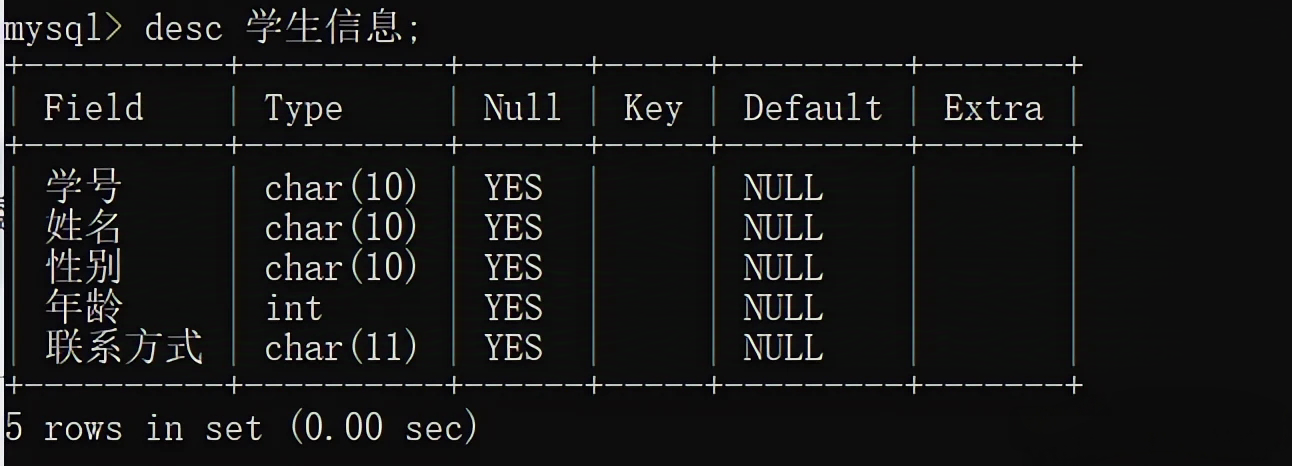 mysql> desc 学生信息;
+----------+----------+------+-----+---------+-------+
| Field | Type | Null | Key | Default | Extra |
+----------+----------+------+-----+---------+-------+
| 学号 | char(10) | YES | | NULL | |
| 姓名 | char(10) | YES | | NULL | |
| 性别 | char(10) | YES | | NULL | |
| 年龄 | int | YES | | NULL | |
| 联系方式 | char(11) | YES | | NULL | |
+----------+----------+------+-----+---------+-------+
5 rows in set (0.00 sec)